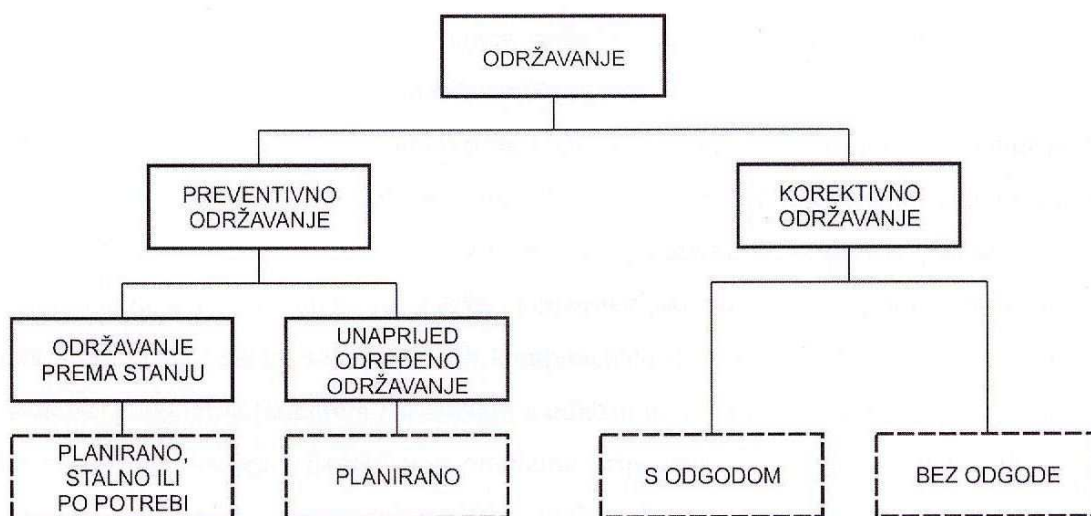 ODRŽAVANJE
PREVENTIVNO
ODRŽAVANJE
KOREKTIVNO
ODRŽAVANJE
ODRŽAVANJE
PREMA STANJU
UNAPRIJED
ODREĐENO
ODRŽAVANJE
PLANIRANO,
STALNO ILI
PO POTREBI
PLANIRANO
S ODGODOM
BEZ ODGODE